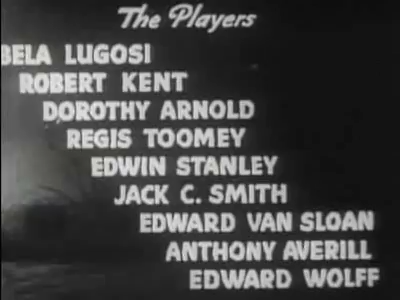 The Players
BELA LUGOSI
ROBERT KENT
DOROTHY ARNOLD
REGIS TOOMEY
EDWIN STANLEY
JACK C. SMITH
EDWARD VAN SLOAN
ANTHONY AVERILL
EDWARD WOLFF